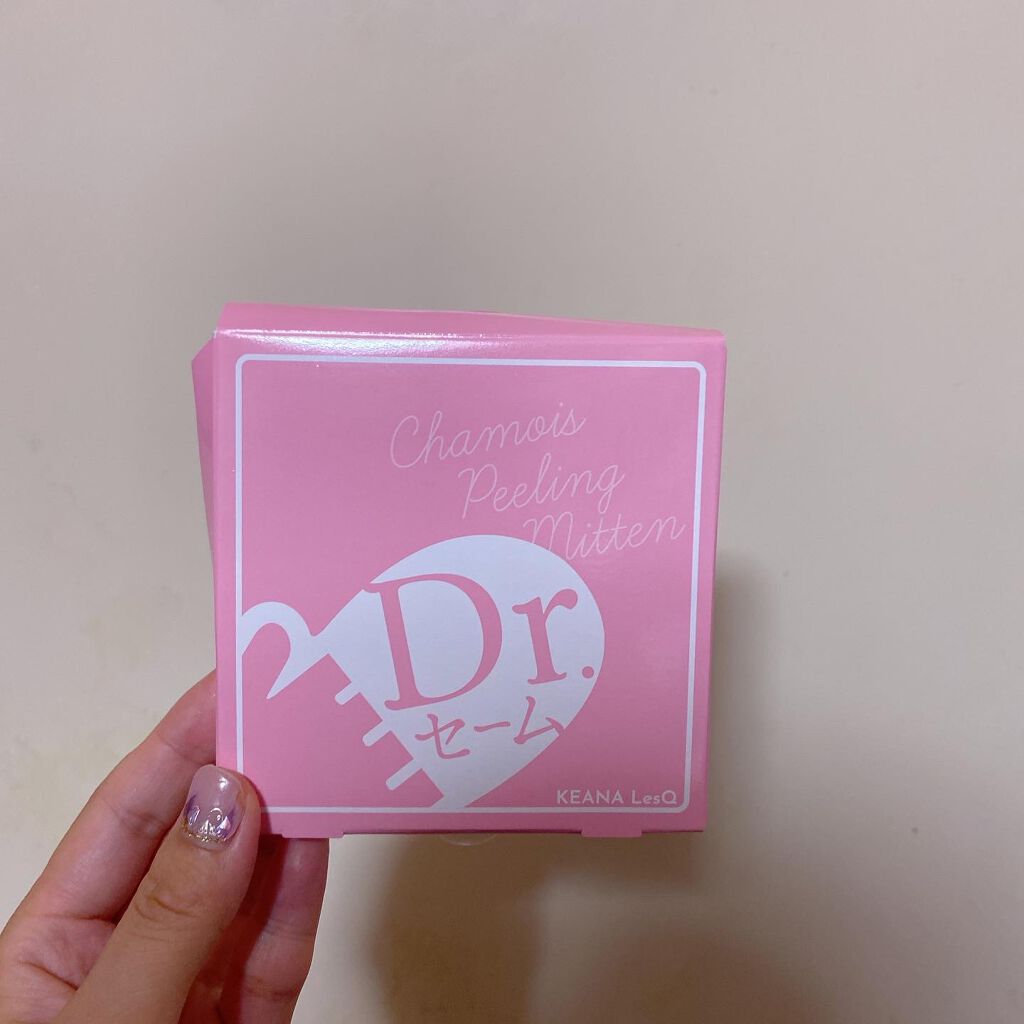 Chamois
Peeling
Mitten
Dr.
セーム
KEANA LesQ